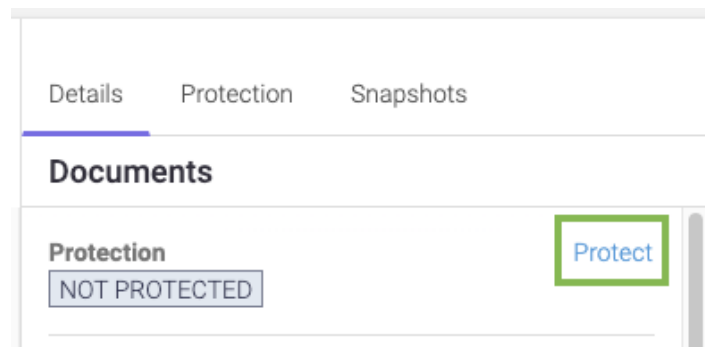 Details Protection Snapshots
Documents
Protection Protect
NOT PROTECTED